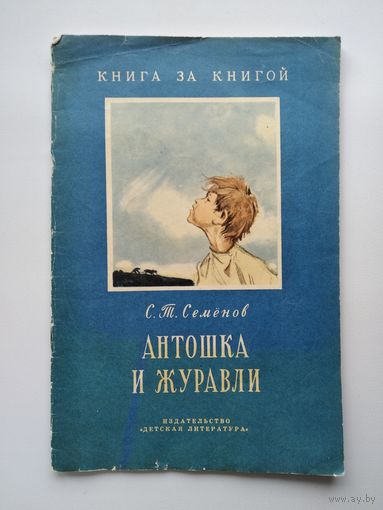 КНИГА ЗА КНИГОЙ
С. Т. Семёнов
АНТОШКА
И ЖУРАВЛИ
ИЗДАТЕЛЬСТВО
«ДЕТСКАЯ ЛИТЕРАТУРА»
www.ay.by